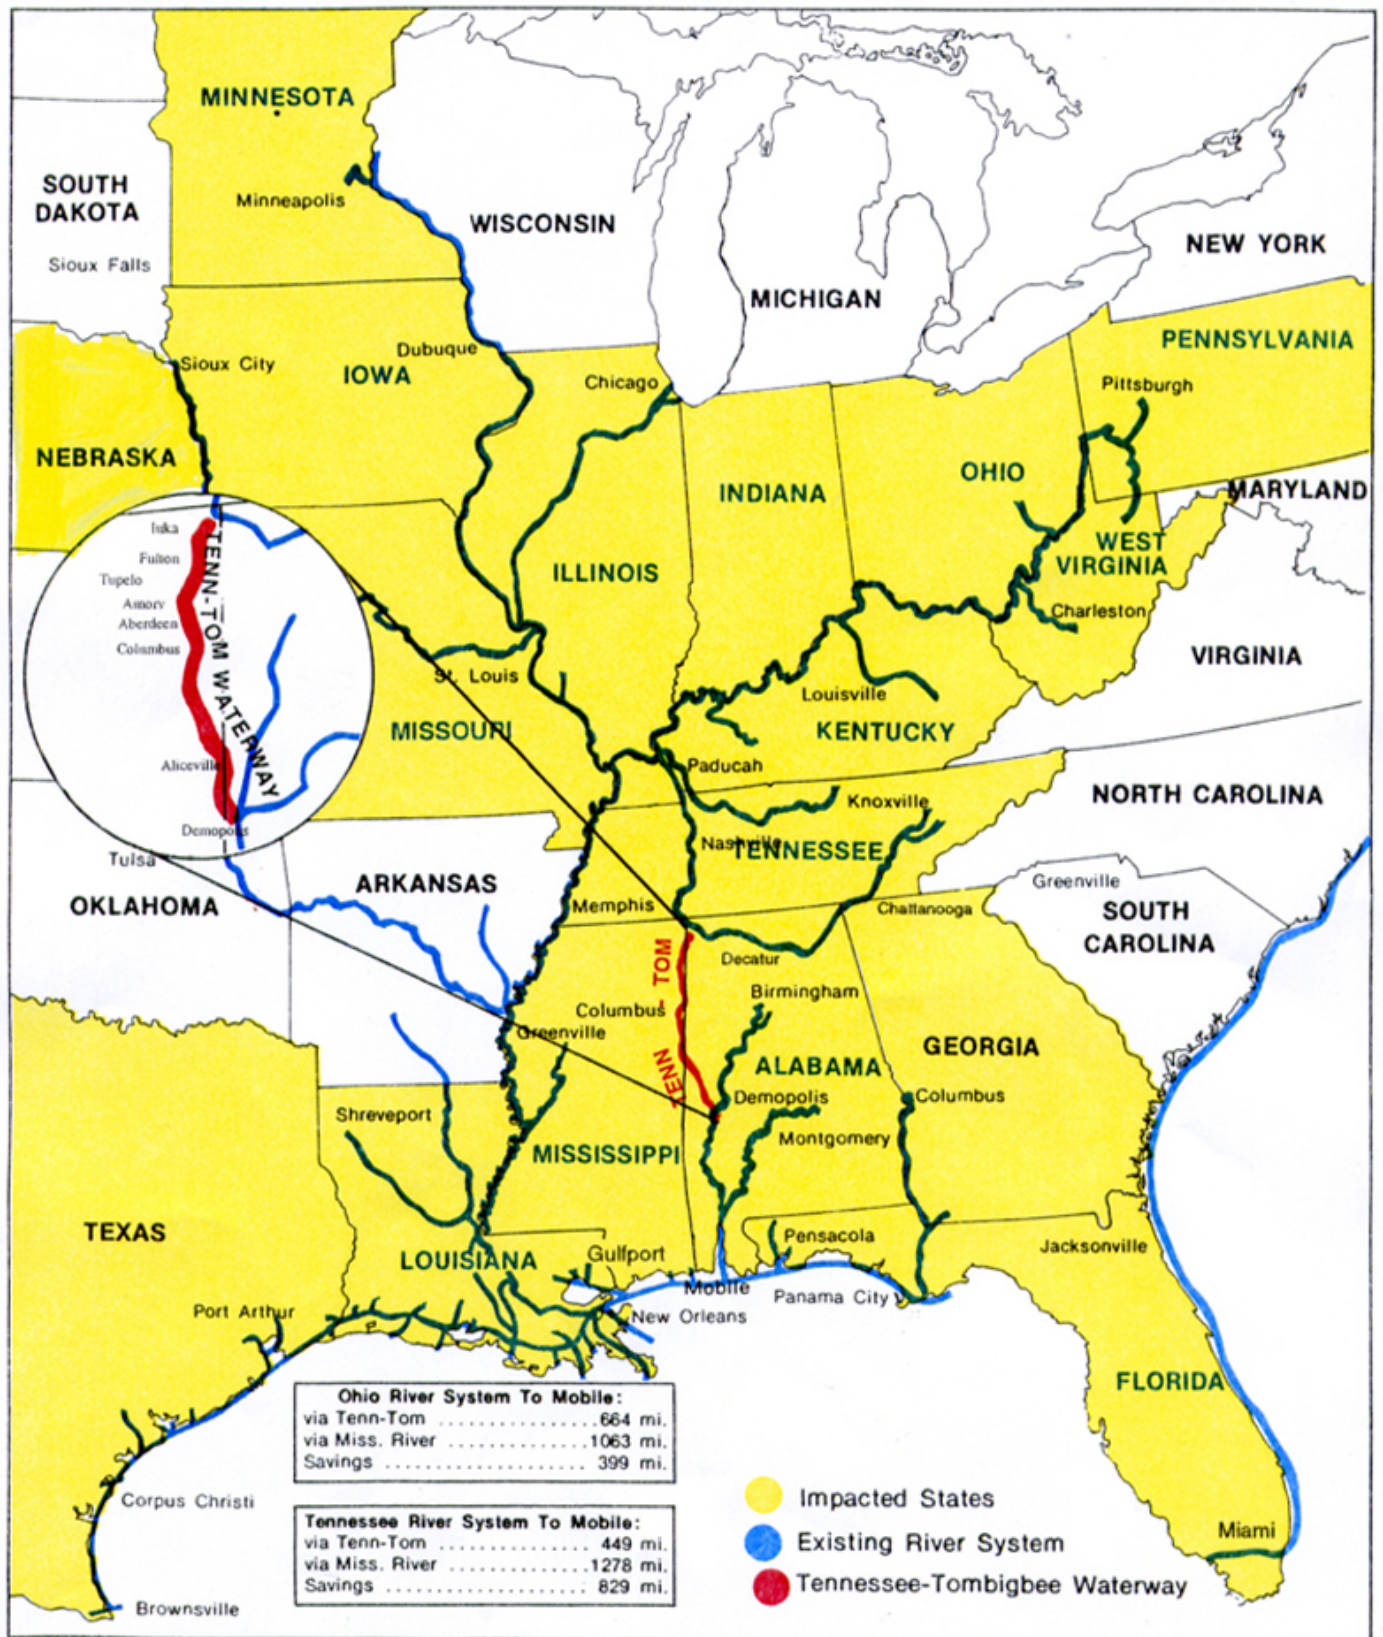 MINNESOTA
Minneapolis
SOUTH
DAKOTA
Sioux Falls
WISCONSIN
MICHIGAN
NEW YORK
PENNSYLVANIA
Pittsburgh
Sioux City
IOWA
Dubuque
Chicago
NEBRASKA
INDIANA
OHIO
MARYLAND
WEST
VIRGINIA
Charleston
ILLINOIS
VIRGINIA
Iuka
Fulton
Tupelo
Amory
Aberdeen
Columbus
Aliceville
Demopolis
TENN-TOM WATERWAY
St. Louis
MISSOURI
Louisville
KENTUCKY
Paducah
Knoxville
Nashville
TENNESSEE
NORTH CAROLINA
Tulsa
OKLAHOMA
ARKANSAS
Memphis
Chattanooga
Greenville
SOUTH
CAROLINA
Decatur
TENN - TOM
Columbus
Birmingham
Greenville
GEORGIA
ALABAMA
Demopolis
Columbus
Montgomery
Shreveport
MISSISSIPPI
TEXAS
LOUISIANA
Gulfport
Pensacola
Jacksonville
Mobile
Panama City
New Orleans
Port Arthur
FLORIDA
Miami
Corpus Christi
Brownsville
Ohio River System To Mobile:
via Tenn-Tom ................ 664 mi.
via Miss. River ............. 1063 mi.
Savings .................... 399 mi.
Tennessee River System To Mobile:
via Tenn-Tom ............... 449 mi.
via Miss. River ............. 1278 mi.
Savings .................... 829 mi.
Impacted States
Existing River System
Tennessee-Tombigbee Waterway